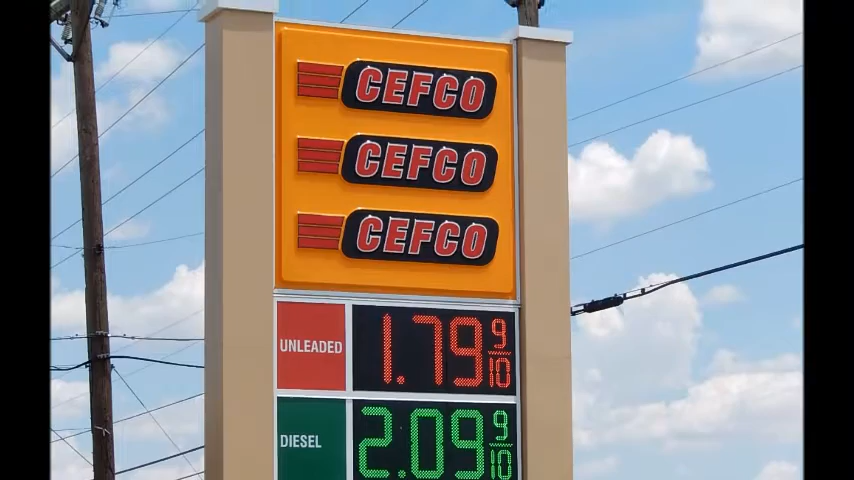 CEFCO
CEFCO
CEFCO
UNLEADED 1.79 9/10
DIESEL 2.09 9/10